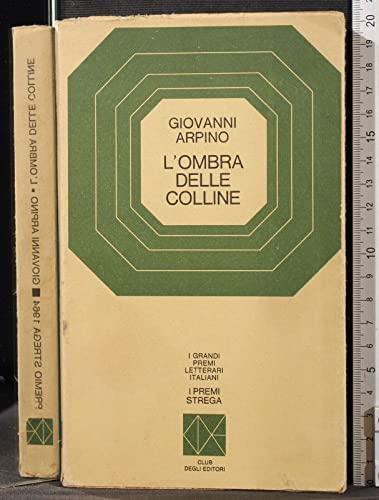 PREMIO STREGA 1964 ■ GIOVANNI ARPINO • L'OMBRA DELLE COLLINE
GIOVANNI
ARPINO
L'OMBRA
DELLE
COLLINE
I GRANDI
PREMI
LETTERARI
ITALIANI
I PREMI
STREGA
CLUB
DEGLI EDITORI
20